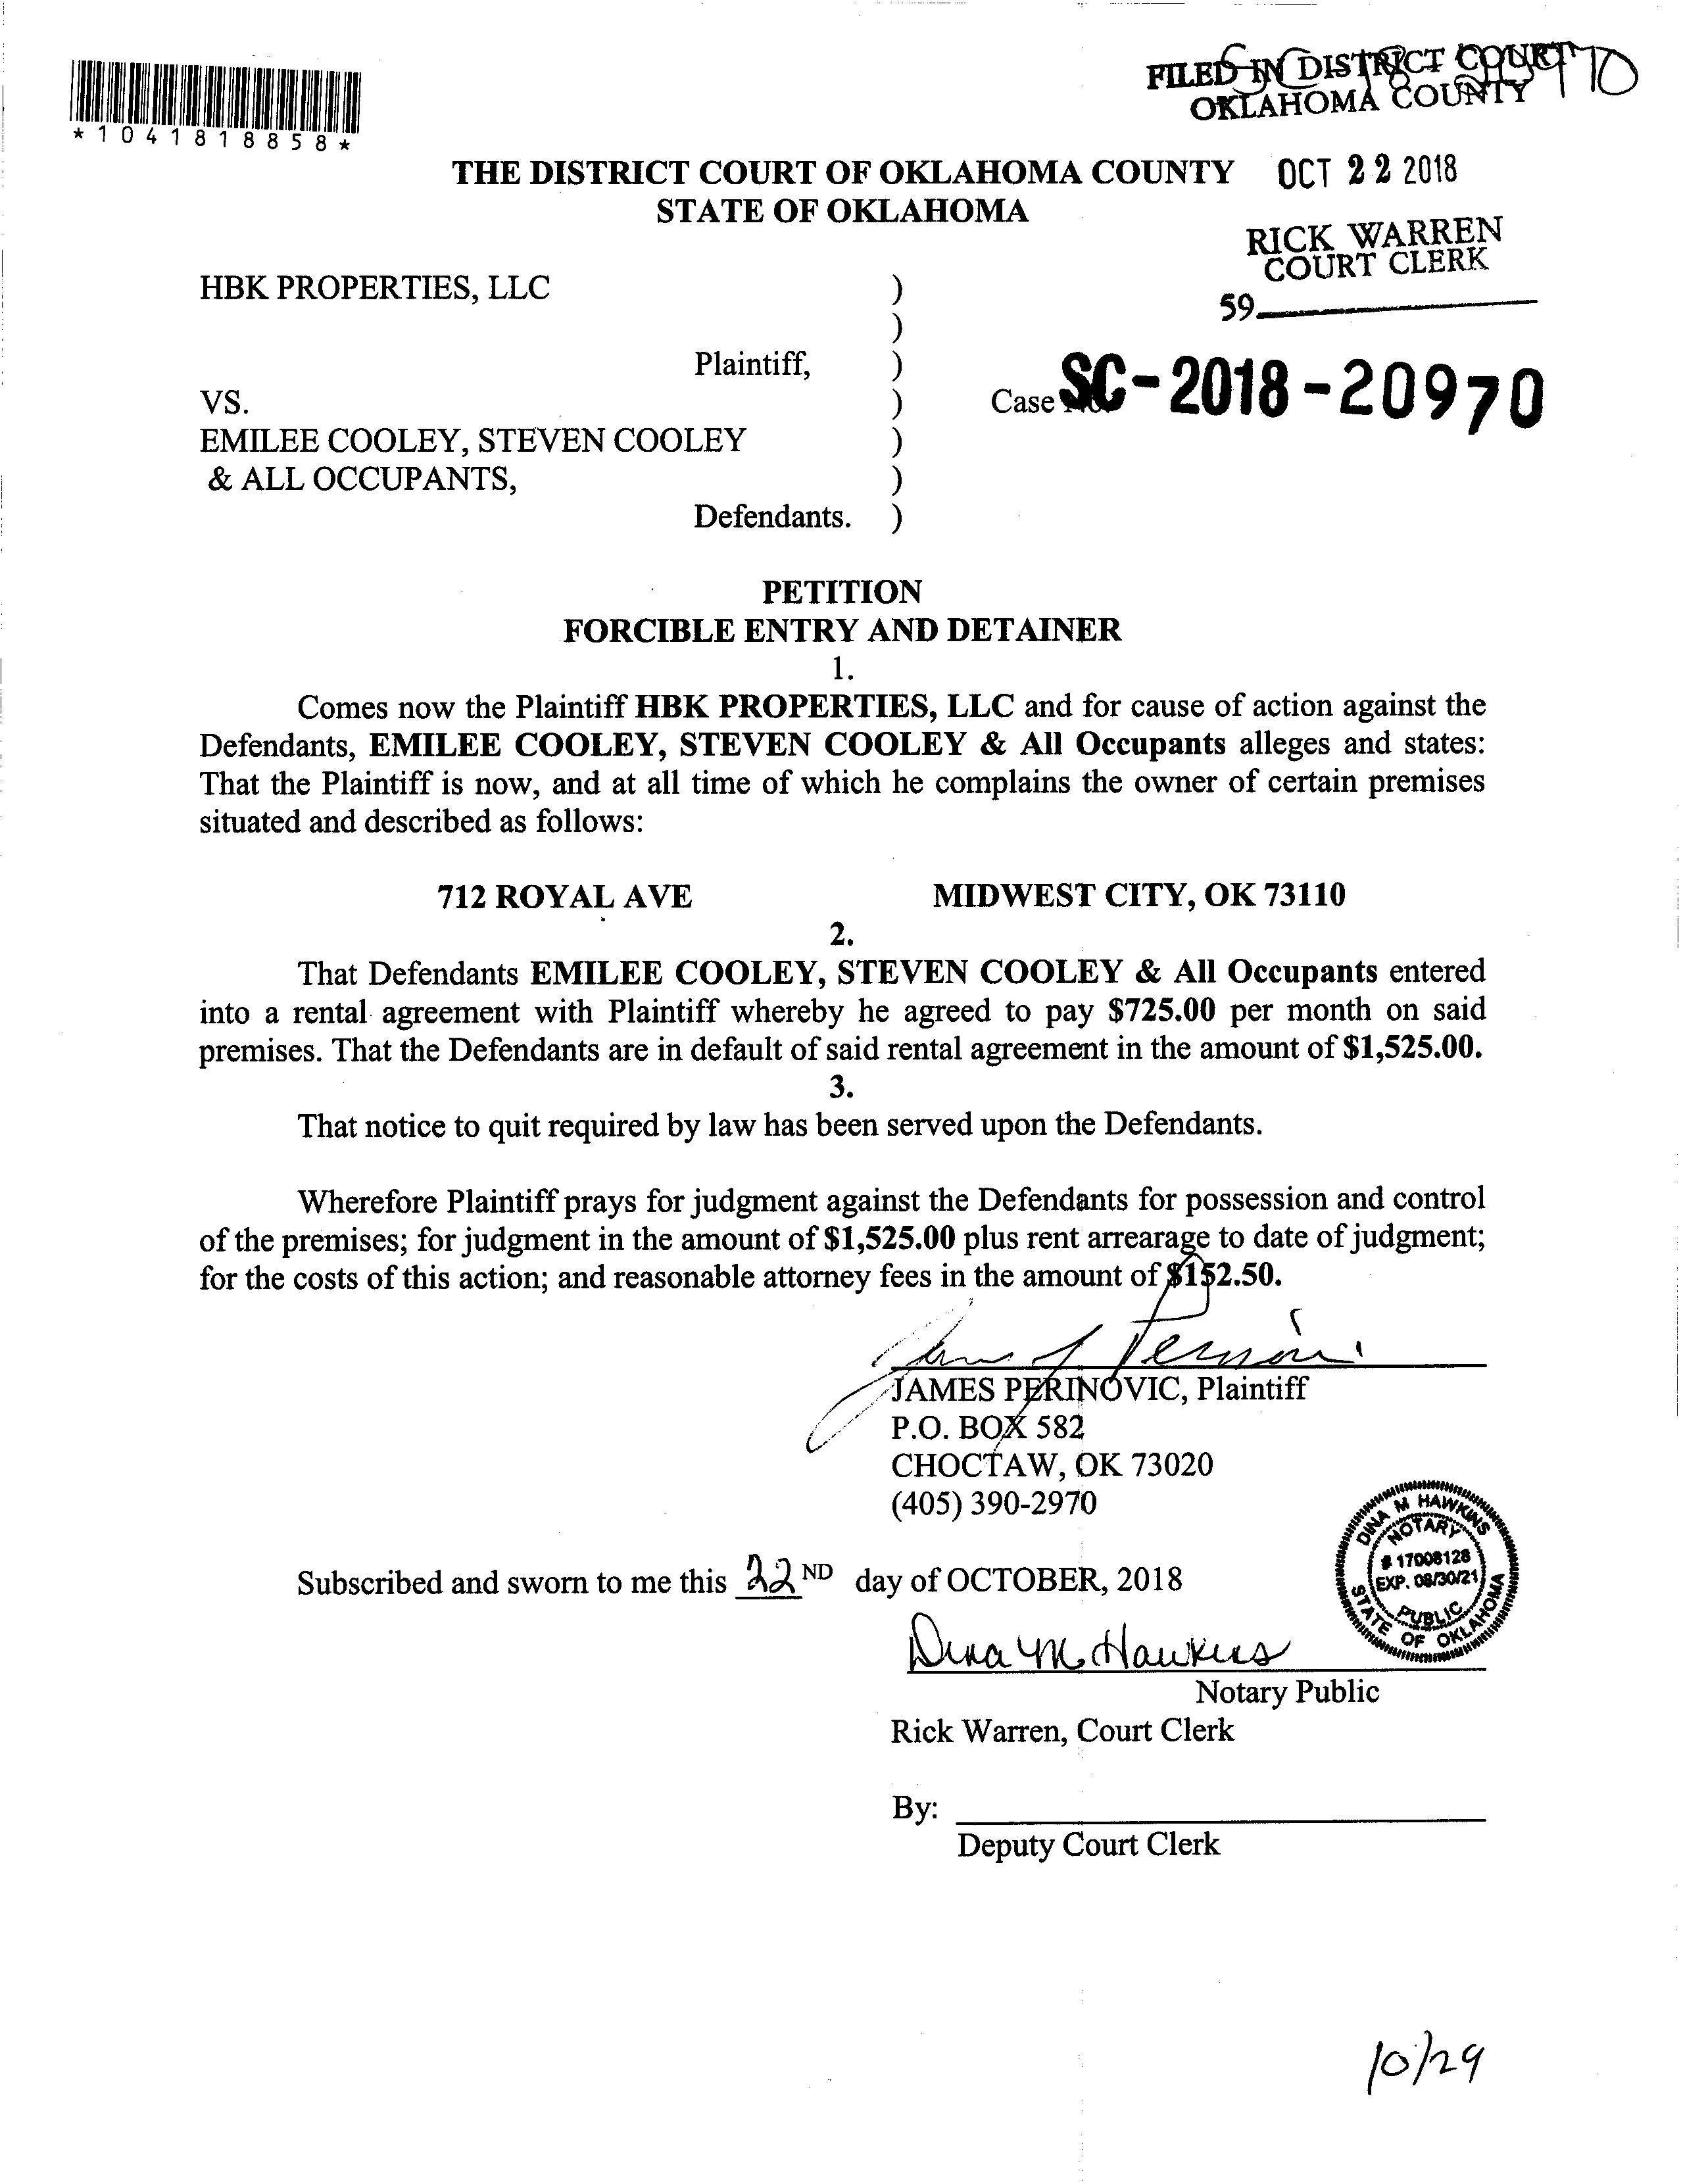 SC 18 20970
FILED IN DISTRICT COURT
OKLAHOMA COUNTY
*1041818858*
THE DISTRICT COURT OF OKLAHOMA COUNTY OCT 22 2018
STATE OF OKLAHOMA
RICK WARREN
COURT CLERK
59
HBK PROPERTIES, LLC )
)
Plaintiff, )
VS. ) Case No. SC-2018-20970
EMILEE COOLEY, STEVEN COOLEY )
& ALL OCCUPANTS, )
Defendants. )
PETITION
FORCIBLE ENTRY AND DETAINER
1.
Comes now the Plaintiff HBK PROPERTIES, LLC and for cause of action against the
Defendants, EMILEE COOLEY, STEVEN COOLEY & All Occupants alleges and states:
That the Plaintiff is now, and at all time of which he complains the owner of certain premises
situated and described as follows:
712 ROYAL AVE MIDWEST CITY, OK 73110
2.
That Defendants EMILEE COOLEY, STEVEN COOLEY & All Occupants entered
into a rental agreement with Plaintiff whereby he agreed to pay $725.00 per month on said
premises. That the Defendants are in default of said rental agreement in the amount of $1,525.00.
3.
That notice to quit required by law has been served upon the Defendants.
Wherefore Plaintiff prays for judgment against the Defendants for possession and control
of the premises; for judgment in the amount of $1,525.00 plus rent arrearage to date of judgment;
for the costs of this action; and reasonable attorney fees in the amount of $152.50.
JAMES PERINOVIC, Plaintiff
P.O. BOX 582
CHOCTAW, OK 73020
(405) 390-2970
DINA M HAWKINS
NOTARY
# 17008128
EXP. 08/30/21
PUBLIC
STATE OF OKLAHOMA
Subscribed and sworn to me this 22 ND day of OCTOBER, 2018
Dina M Hawkins
Notary Public
Rick Warren, Court Clerk
By:
Deputy Court Clerk
10/29